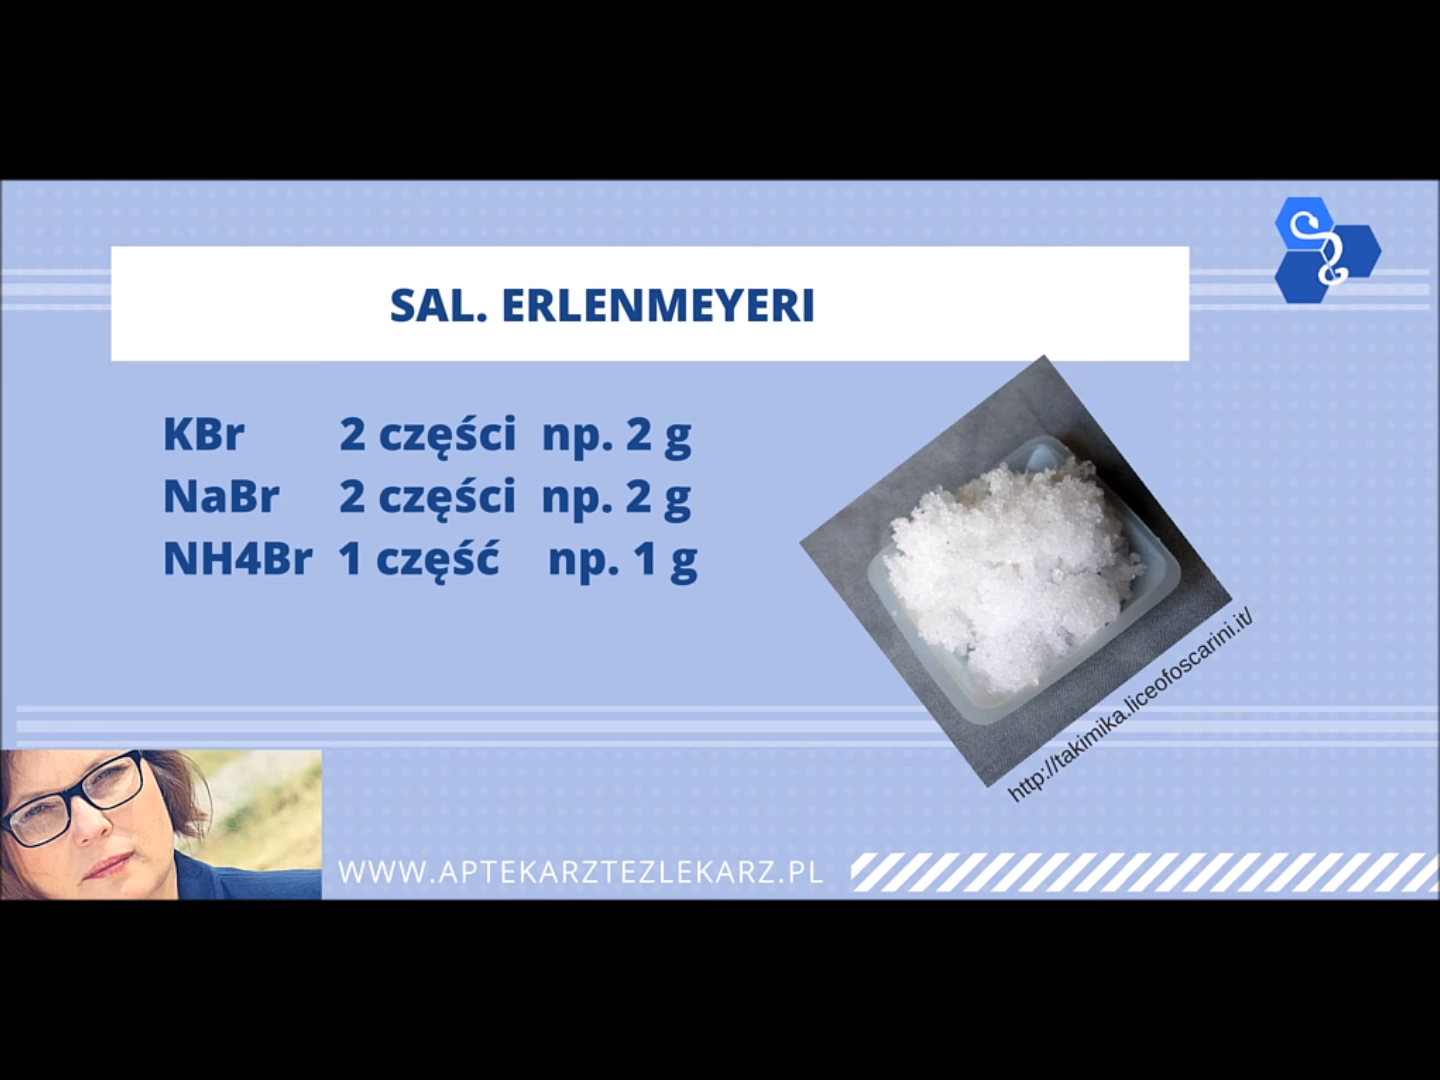 SAL. ERLENMEYERI
KBr 2 części np. 2 g
NaBr 2 części np. 2 g
NH4Br 1 część np. 1 g
http://takimika.liceofoscarini.it/
WWW.APTEKARZTEZLEKARZ.PL